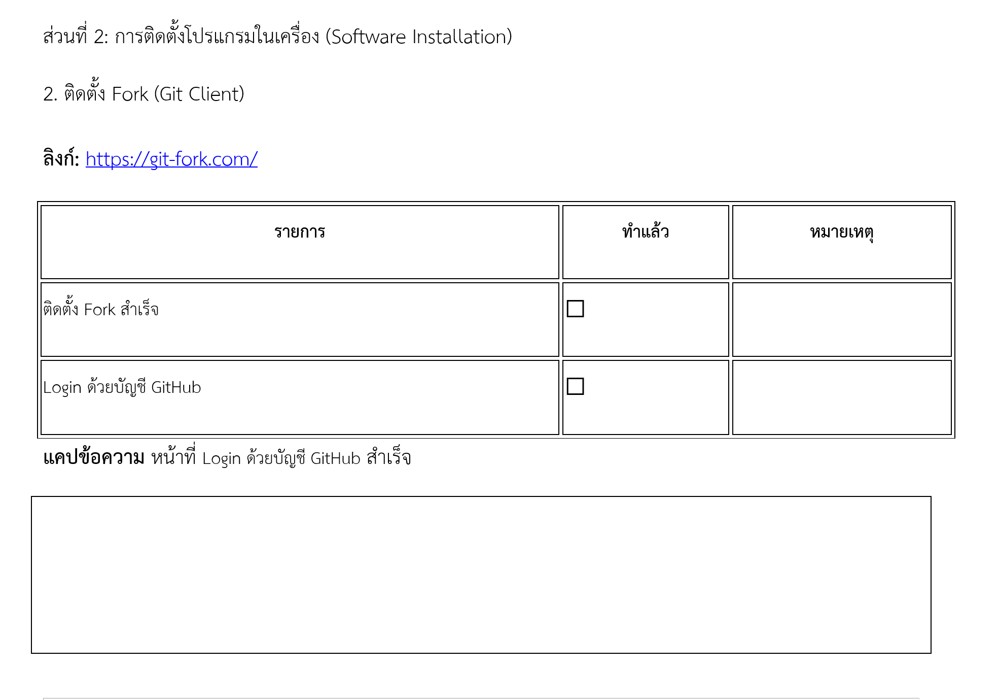 ส่วนที่ 2: การติดตั้งโปรแกรมในเครื่อง (Software Installation)
2. ติดตั้ง Fork (Git Client)
ลิงก์: https://git-fork.com/
รายการ ทำแล้ว หมายเหตุ
ติดตั้ง Fork สำเร็จ ☐
Login ด้วยบัญชี GitHub ☐
แคปข้อความ หน้าที่ Login ด้วยบัญชี GitHub สำเร็จ